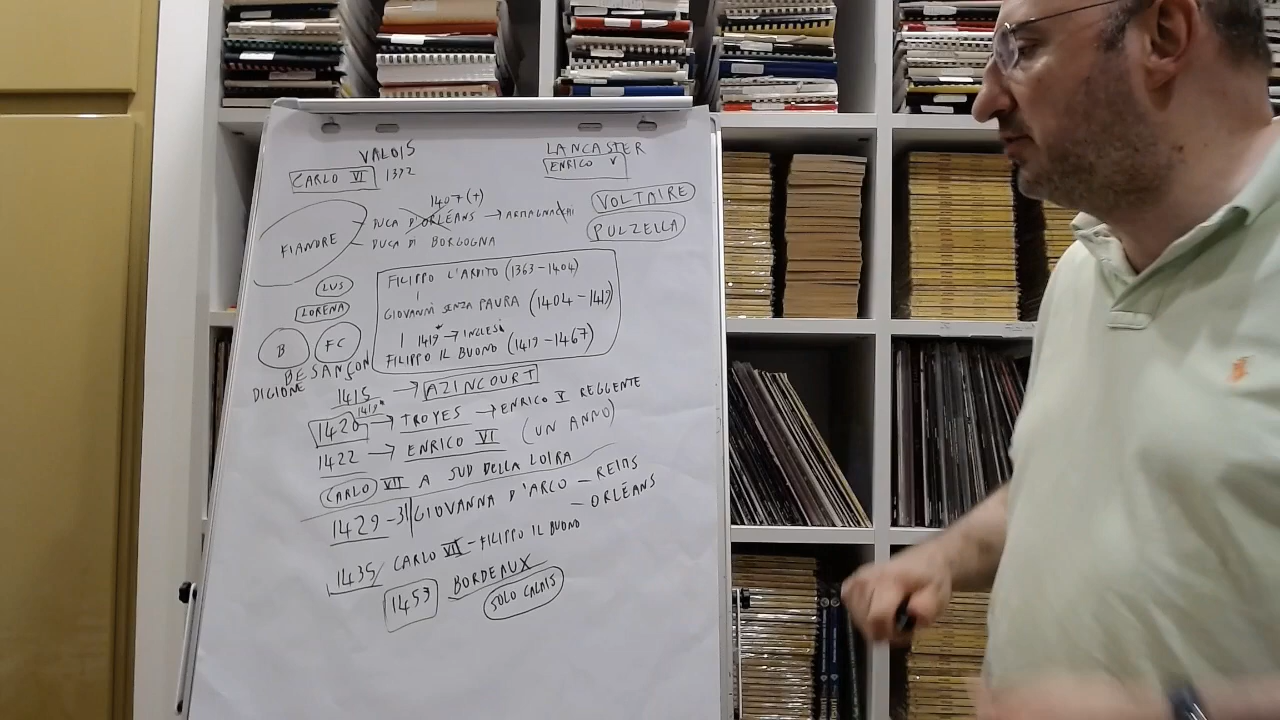 VALOIS
LANCASTER
CARLO VI 1392
ENRICO V
1407 (+)
DUCA D'ORLÉANS → ARMAGNACCHI
VOLTAIRE
FIANDRE
DUCA DI BORGOGNA
PULZELLA
FILIPPO L'ARDITO (1363-1404)
LUS
GIOVANNI SENZA PAURA (1404-1419)
LORENA
1419 → INGLESI
B FC
FILIPPO IL BUONO (1419-1467)
BESANÇON
DIGIONE
1415 → AZINCOURT
1419
1420 → TROYES → ENRICO V REGGENTE
1422 → ENRICO VI (UN ANNO)
CARLO VII A SUD DELLA LOIRA
1429-31 GIOVANNA D'ARCO - REIMS
- ORLÉANS
1435/ CARLO VII - FILIPPO IL BUONO
1453 BORDEAUX
SOLO CALAIS